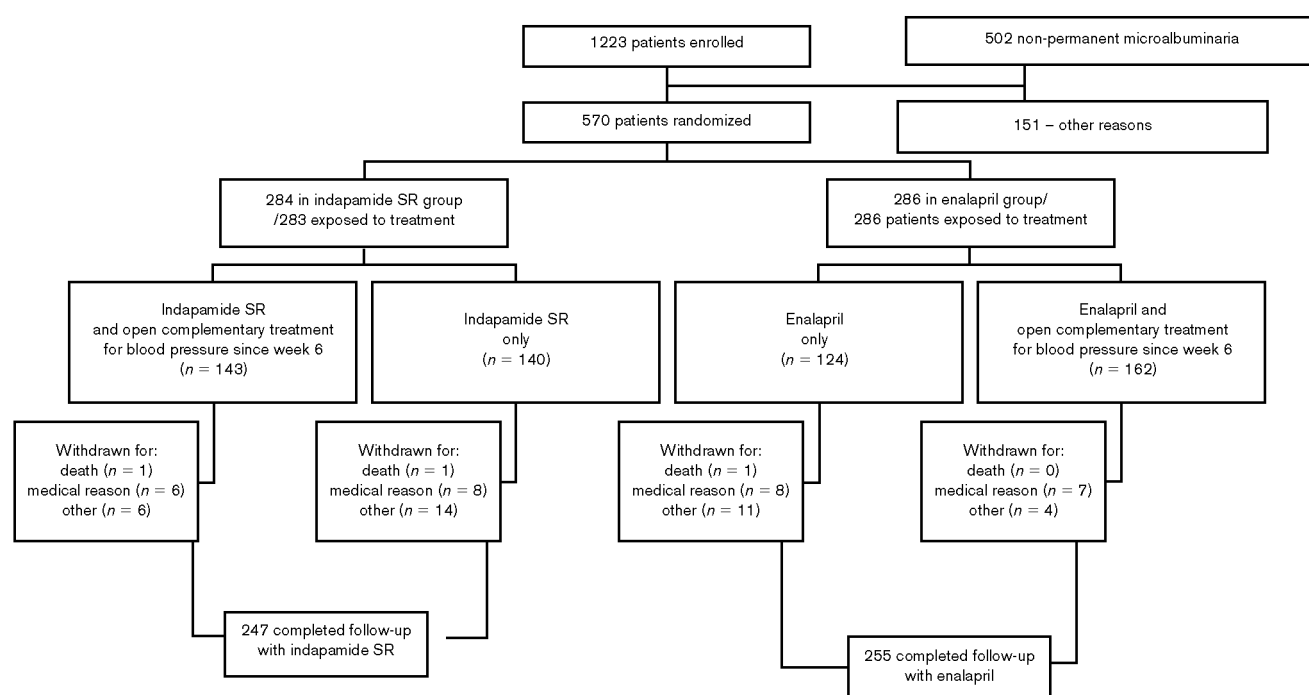 1223 patients enrolled
502 non-permanent microalbuminaria
570 patients randomized
151 – other reasons
284 in indapamide SR group
/283 exposed to treatment
286 in enalapril group/
286 patients exposed to treatment
Indapamide SR
and open complementary treatment
for blood pressure since week 6
(n = 143)
Indapamide SR
only
(n = 140)
Enalapril
only
(n = 124)
Enalapril and
open complementary treatment
for blood pressure since week 6
(n = 162)
Withdrawn for:
death (n = 1)
medical reason (n = 6)
other (n = 6)
Withdrawn for:
death (n = 1)
medical reason (n = 8)
other (n = 14)
Withdrawn for:
death (n = 1)
medical reason (n = 8)
other (n = 11)
Withdrawn for:
death (n = 0)
medical reason (n = 7)
other (n = 4)
247 completed follow-up
with indapamide SR
255 completed follow-up
with enalapril